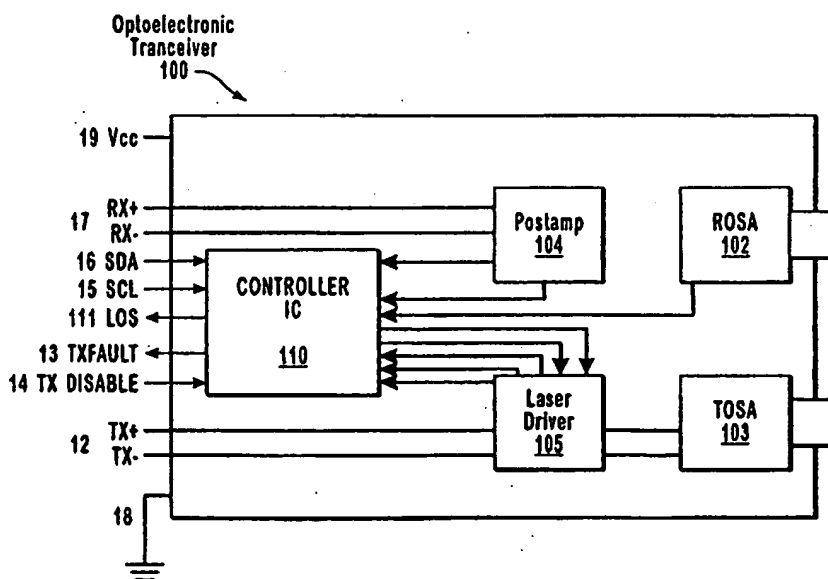 Optoelectronic
Tranceiver
100
19 Vcc
17
RX+
RX-
16 SDA
15 SCL
111 LOS
13 TXFAULT
14 TX DISABLE
12
TX+
TX-
18
CONTROLLER
IC
110
Postamp
104
ROSA
102
Laser
Driver
105
TOSA
103